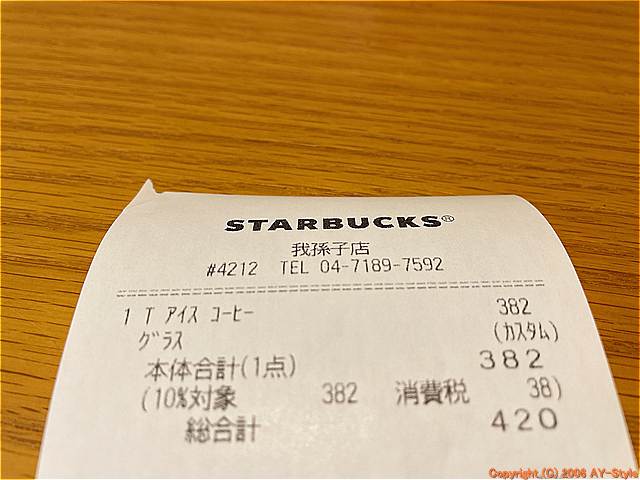 STARBUCKS®
我孫子店
#4212 TEL 04-7189-7592
1 T アイス コーヒー 382
グラス (カスタム)
本体合計(1点) 382
(10%対象 382 消費税 38)
総合計 420
Copyright (C) 2006 AY-Style